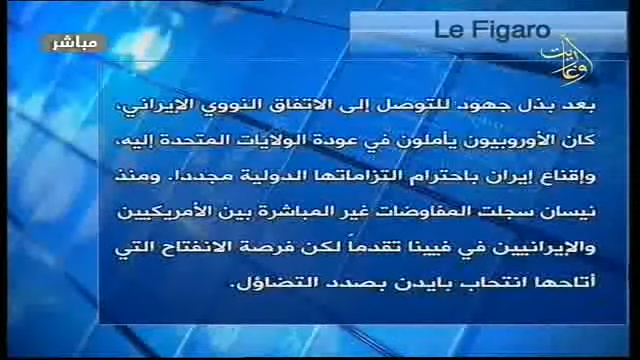 Le Figaro
مباشر
بعد بذل جهود للتوصل إلى الاتفاق النووي الإيراني،
كان الأوروبيون يأملون في عودة الولايات المتحدة إليه،
وإقناع إيران باحترام التزاماتها الدولية مجددا. ومنذ
نيسان سجلت المفاوضات غير المباشرة بين الأمريكيين
والإيرانيين في فيينا تقدماً لكن فرصة الانفتاح التي
أتاحها انتخاب بايدن بصدد التضاؤل.